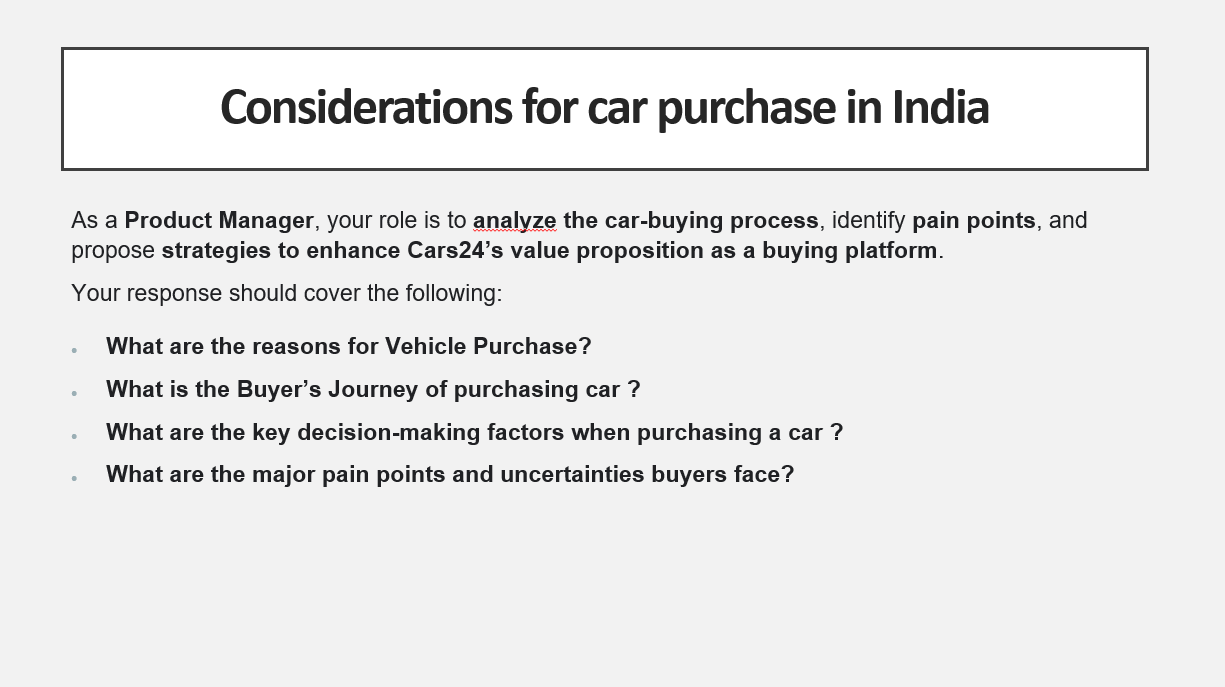 Considerations for car purchase in India
As a Product Manager, your role is to analyze the car-buying process, identify pain points, and
propose strategies to enhance Cars24’s value proposition as a buying platform.
Your response should cover the following:
• What are the reasons for Vehicle Purchase?
• What is the Buyer’s Journey of purchasing car ?
• What are the key decision-making factors when purchasing a car ?
• What are the major pain points and uncertainties buyers face?